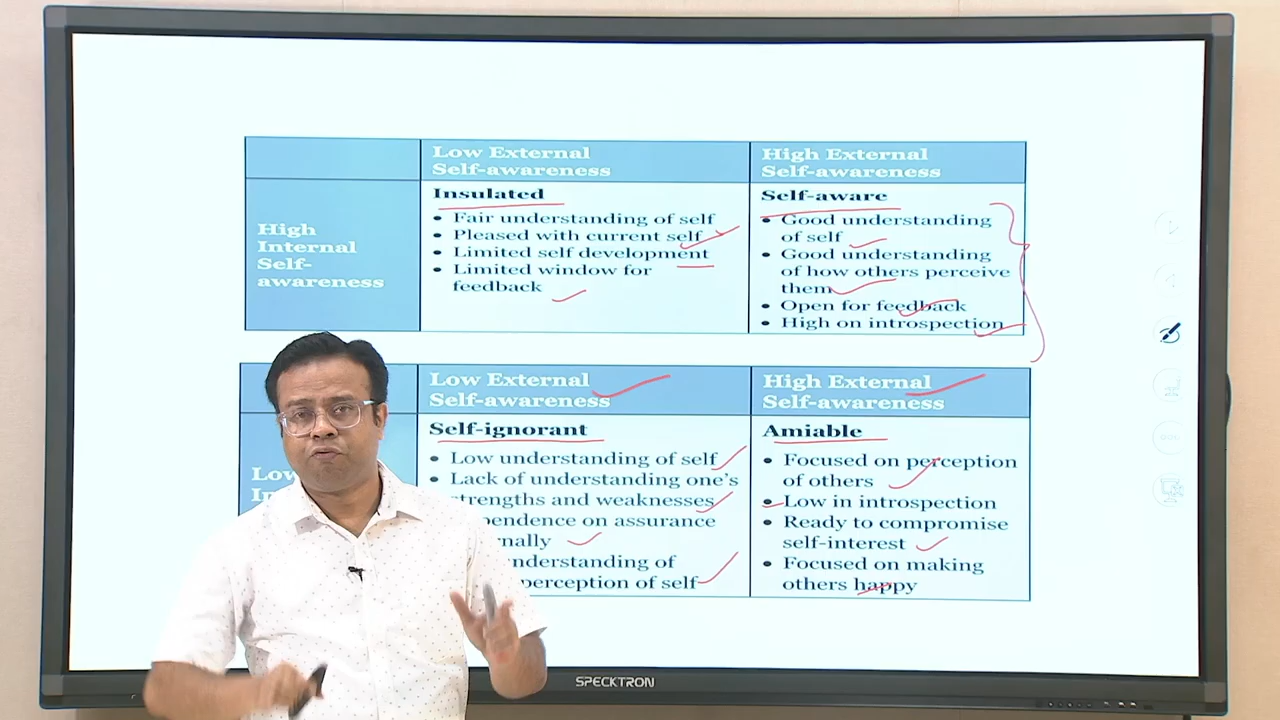 Low External
Self-awareness
High External
Self-awareness
High
Internal
Self-
awareness
Insulated
• Fair understanding of self
• Pleased with current self
• Limited self development
• Limited window for
feedback
Self-aware
• Good understanding
of self
• Good understanding
of how others perceive
them
• Open for feedback
• High on introspection
Low External
Self-awareness
High External
Self-awareness
Low
Self-ignorant
• Low understanding of self
• Lack of understanding one's
strengths and weaknesses
on assurance
understanding of
perception of self
Amiable
• Focused on perception
of others
• Low in introspection
• Ready to compromise
self-interest
• Focused on making
others happy
SPECKTRON